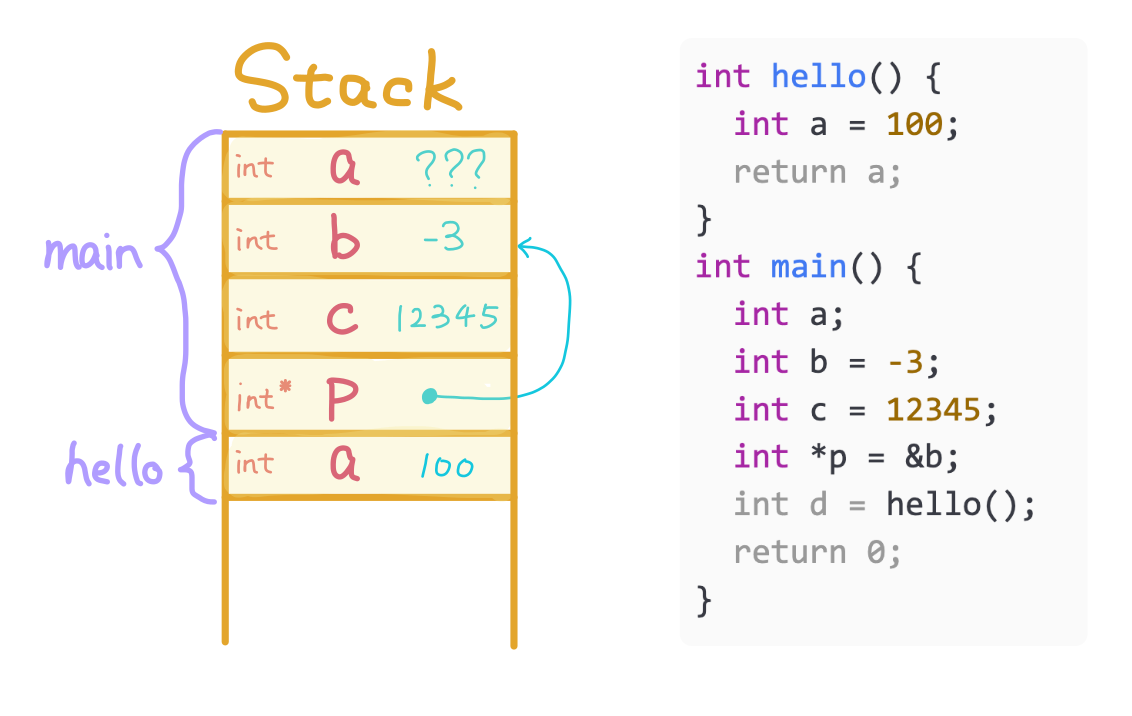 Stack
int a ???
int b -3
main
int c 12345
int* p
hello
int a 100
int hello() {
  int a = 100;
  return a;
}
int main() {
  int a;
  int b = -3;
  int c = 12345;
  int *p = &b;
  int d = hello();
  return 0;
}